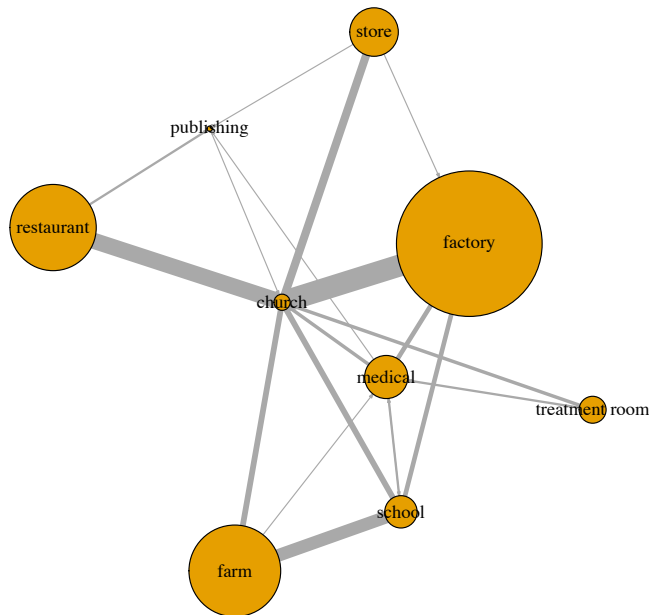 store
publishing
restaurant
factory
church
medical
treatment room
school
farm